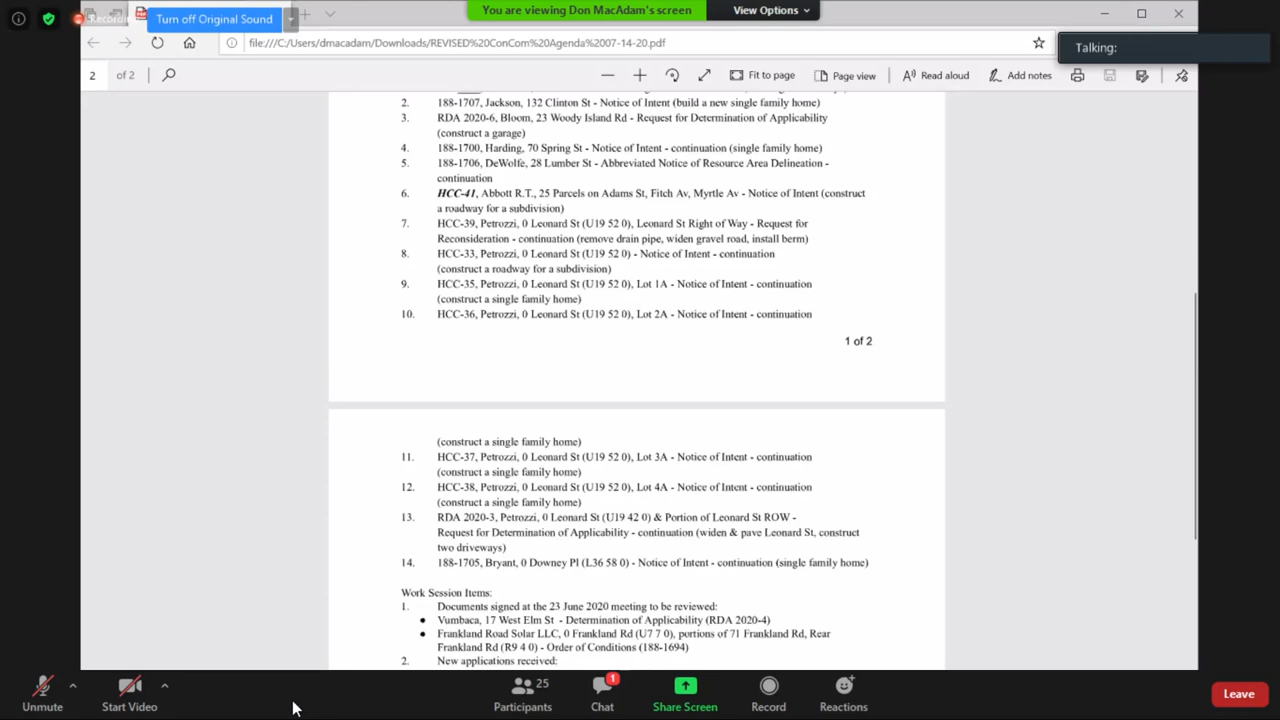 Recording
Turn off Original Sound
You are viewing Don MacAdam's screen
View Options
file:///C:/Users/dmacadam/Downloads/REVISED%20ConCom%20Agenda%2007-14-20.pdf
Talking:
2 of 2
Fit to page
Page view
Read aloud
Add notes
2. 188-1707, Jackson, 132 Clinton St - Notice of Intent (build a new single family home)
3. RDA 2020-6, Bloom, 23 Woody Island Rd - Request for Determination of Applicability
(construct a garage)
4. 188-1700, Harding, 70 Spring St - Notice of Intent - continuation (single family home)
5. 188-1706, DeWolfe, 28 Lumber St - Abbreviated Notice of Resource Area Delineation -
continuation
6. HCC-41, Abbott R.T., 25 Parcels on Adams St, Fitch Av, Myrtle Av - Notice of Intent (construct
a roadway for a subdivision)
7. HCC-39, Petrozzi, 0 Leonard St (U19 52 0), Leonard St Right of Way - Request for
Reconsideration - continuation (remove drain pipe, widen gravel road, install berm)
8. HCC-33, Petrozzi, 0 Leonard St (U19 52 0) - Notice of Intent - continuation
(construct a roadway for a subdivision)
9. HCC-35, Petrozzi, 0 Leonard St (U19 52 0), Lot 1A - Notice of Intent - continuation
(construct a single family home)
10. HCC-36, Petrozzi, 0 Leonard St (U19 52 0), Lot 2A - Notice of Intent - continuation
1 of 2
(construct a single family home)
11. HCC-37, Petrozzi, 0 Leonard St (U19 52 0), Lot 3A - Notice of Intent - continuation
(construct a single family home)
12. HCC-38, Petrozzi, 0 Leonard St (U19 52 0), Lot 4A - Notice of Intent - continuation
(construct a single family home)
13. RDA 2020-3, Petrozzi, 0 Leonard St (U19 42 0) & Portion of Leonard St ROW -
Request for Determination of Applicability - continuation (widen & pave Leonard St, construct
two driveways)
14. 188-1705, Bryant, 0 Downey Pl (L36 58 0) - Notice of Intent - continuation (single family home)
Work Session Items:
1. Documents signed at the 23 June 2020 meeting to be reviewed:
● Vumbaca, 17 West Elm St - Determination of Applicability (RDA 2020-4)
● Frankland Road Solar LLC, 0 Frankland Rd (U7 7 0), portions of 71 Frankland Rd, Rear
Frankland Rd (R9 4 0) - Order of Conditions (188-1694)
2. New applications received:
Unmute
Start Video
25
Participants
1
Chat
Share Screen
Record
Reactions
Leave